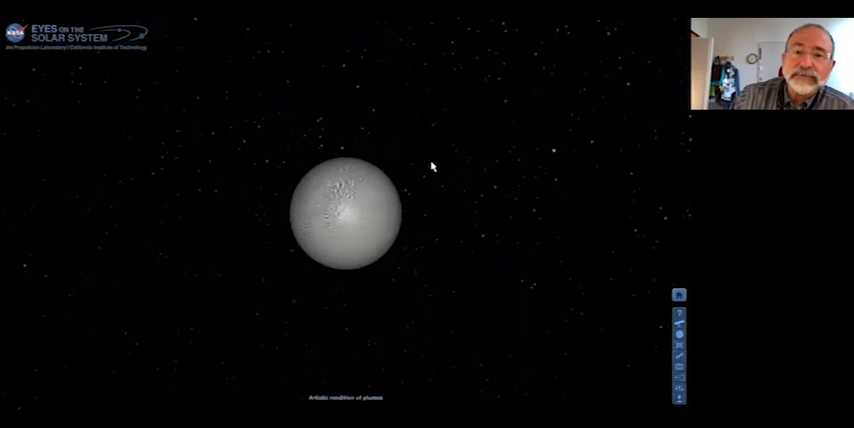 NASA
EYES ON THE
SOLAR SYSTEM
Jet Propulsion Laboratory / California Institute of Technology
?
Artistic rendition of plumes